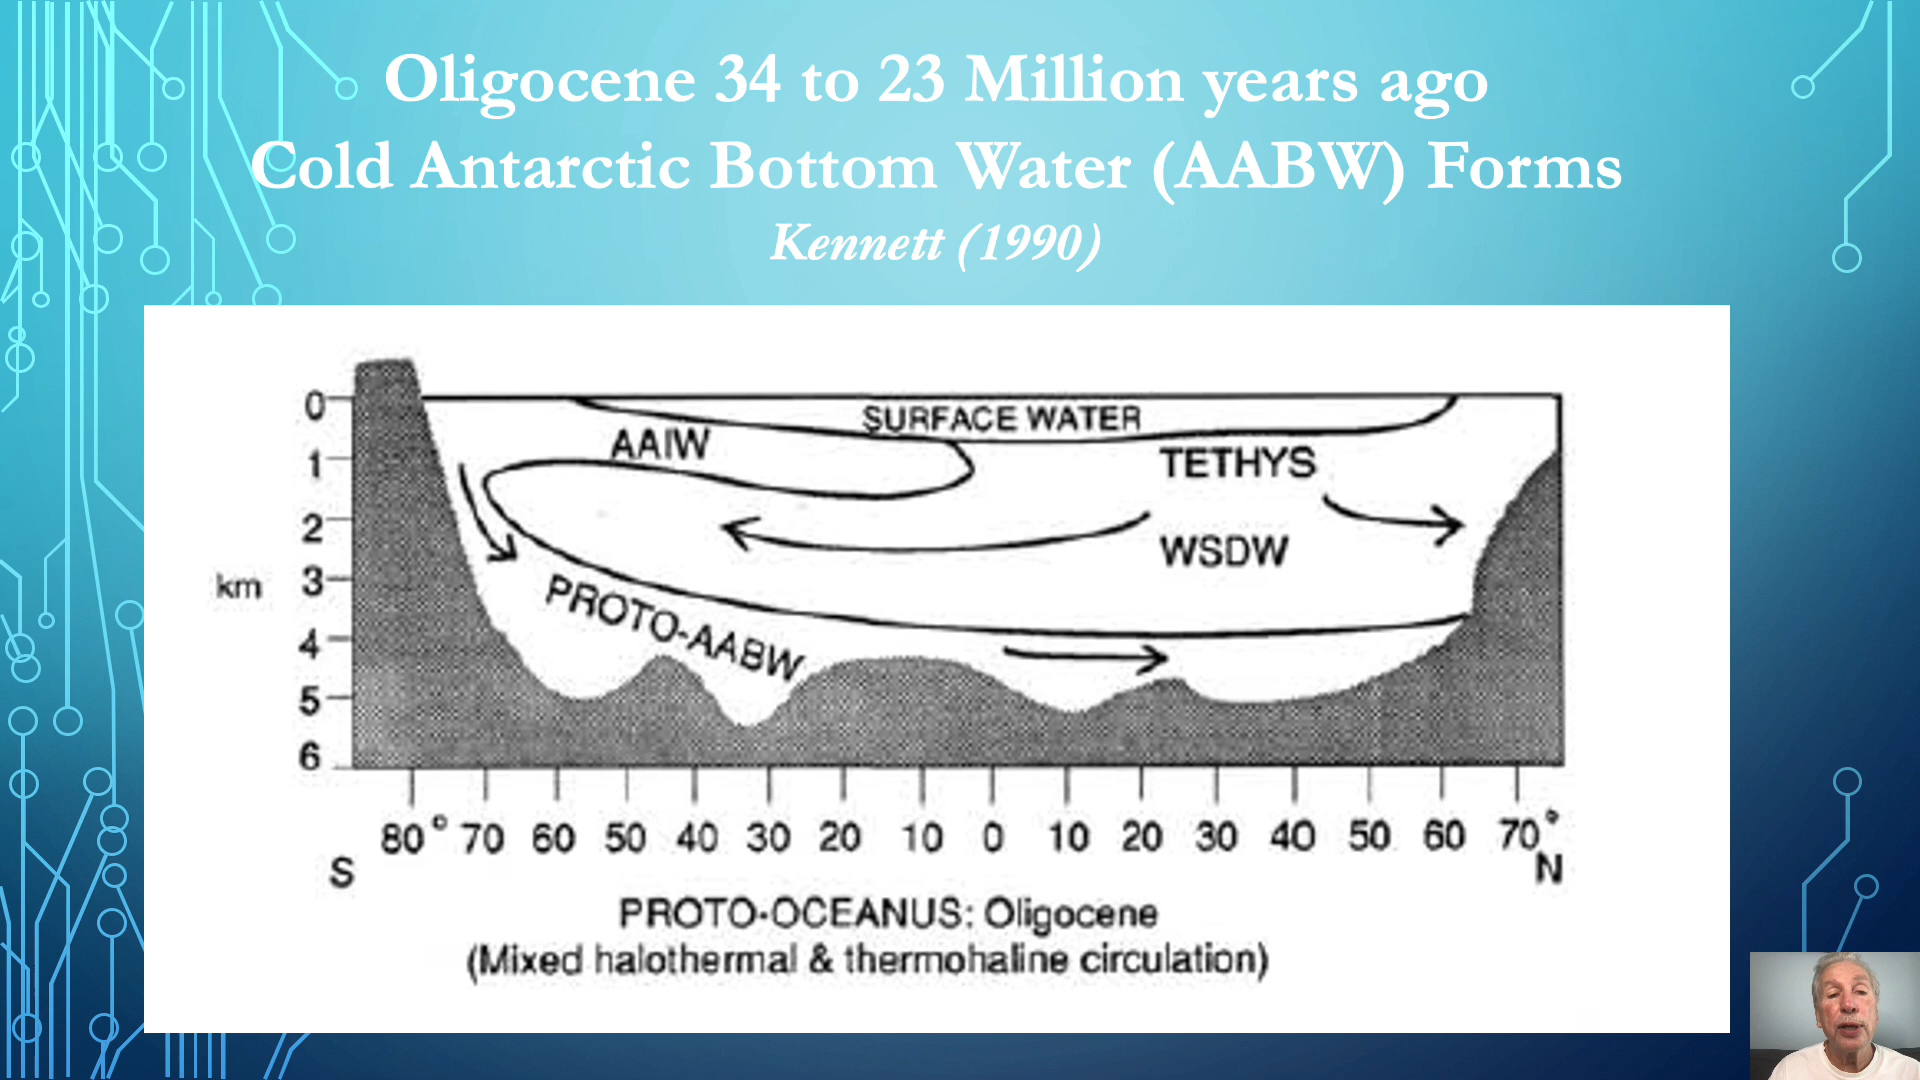 Oligocene 34 to 23 Million years ago
Cold Antarctic Bottom Water (AABW) Forms
Kennett (1990)
0
SURFACE WATER
AAIW
1
TETHYS
2
WSDW
km
3
PROTO-AABW
4
5
6
80° 70 60 50 40 30 20 10 0 10 20 30 40 50 60 70°
S N
PROTO-OCEANUS: Oligocene
(Mixed halothermal & thermohaline circulation)